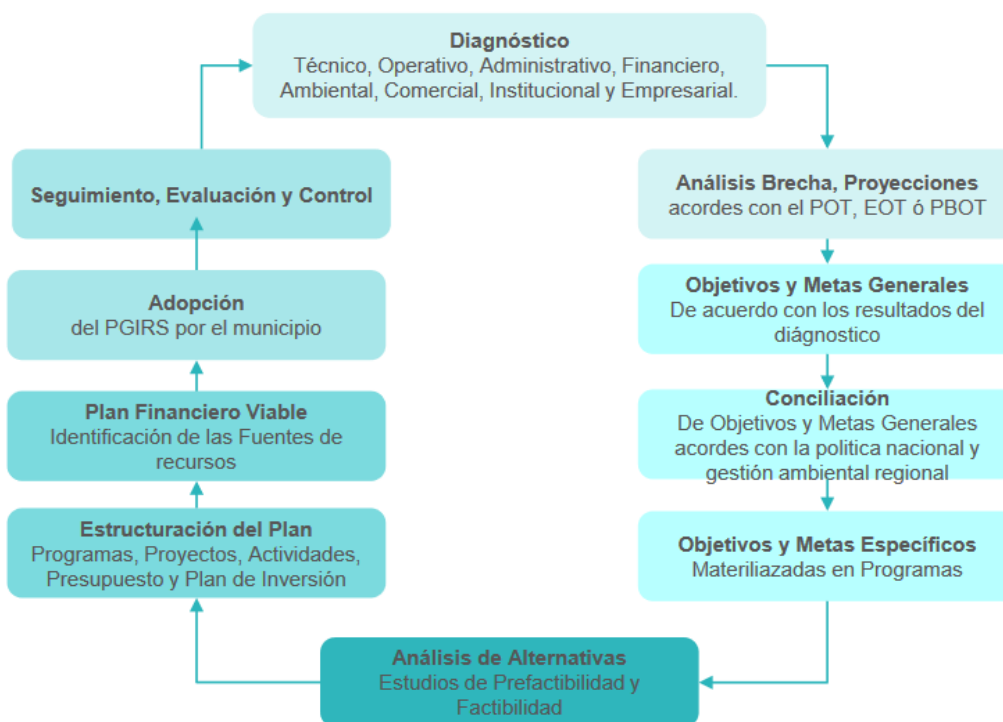 Diagnóstico
Técnico, Operativo, Administrativo, Financiero,
Ambiental, Comercial, Institucional y Empresarial.
Análisis Brecha, Proyecciones
acordes con el POT, EOT ó PBOT
Objetivos y Metas Generales
De acuerdo con los resultados del
diágnostico
Conciliación
De Objetivos y Metas Generales
acordes con la politica nacional y
gestión ambiental regional
Objetivos y Metas Específicos
Materiliazadas en Programas
Análisis de Alternativas
Estudios de Prefactibilidad y
Factibilidad
Estructuración del Plan
Programas, Proyectos, Actividades,
Presupuesto y Plan de Inversión
Plan Financiero Viable
Identificación de las Fuentes de
recursos
Adopción
del PGIRS por el municipio
Seguimiento, Evaluación y Control